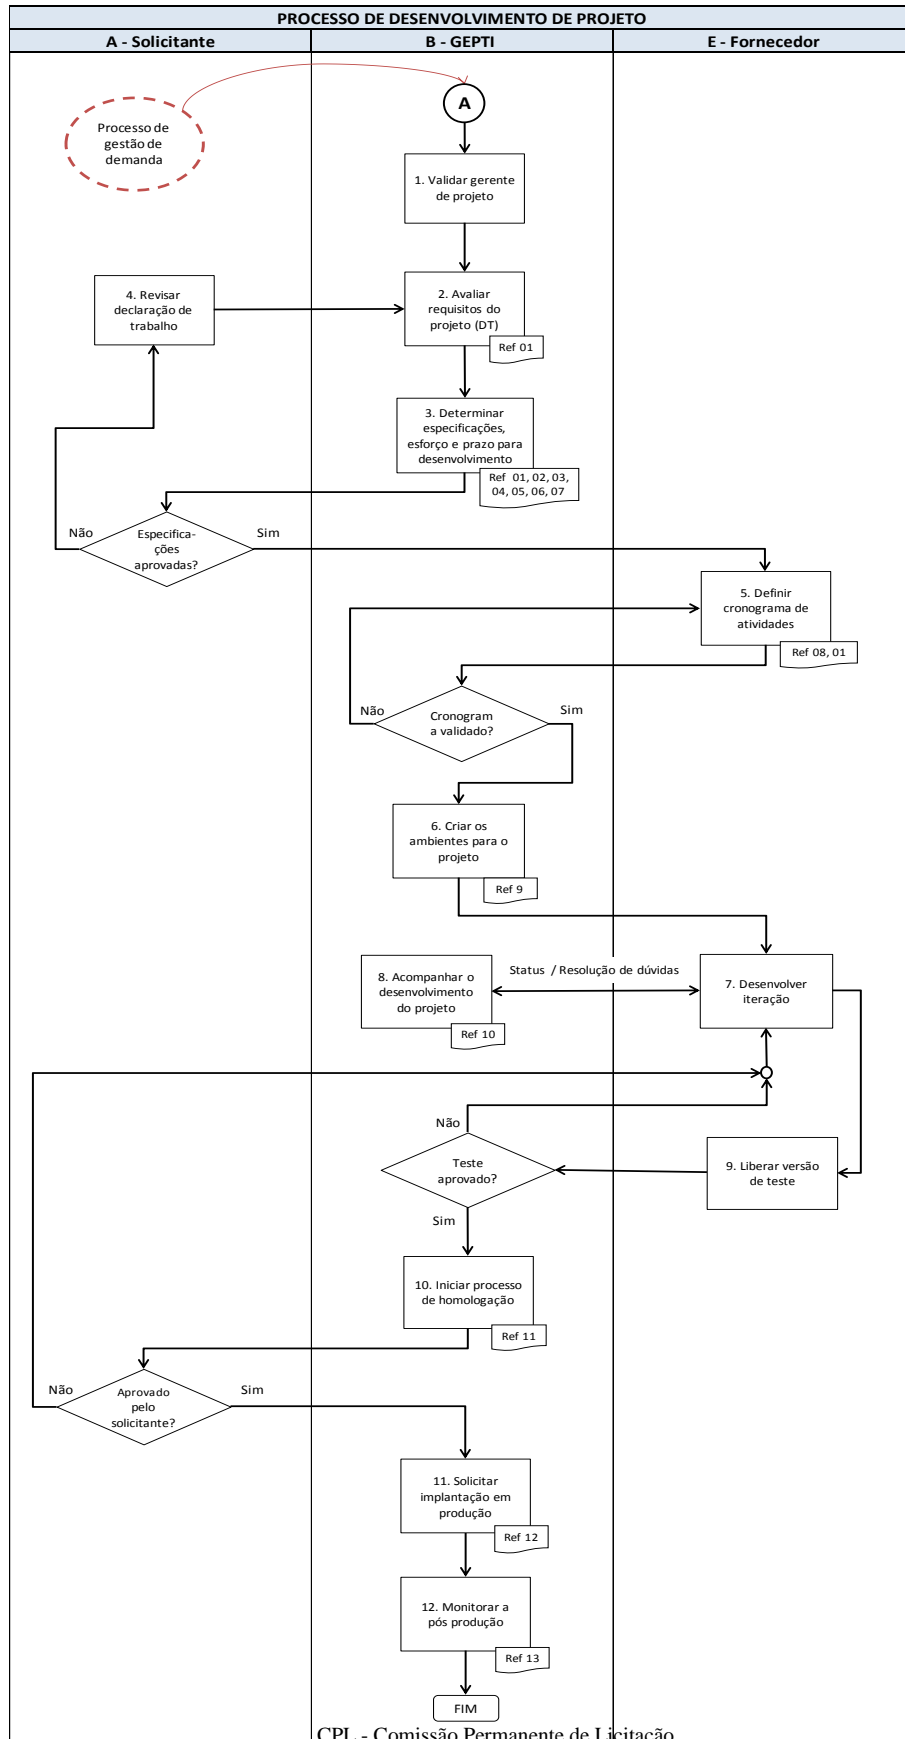 PROCESSO DE DESENVOLVIMENTO DE PROJETO
A - Solicitante
B - GEPTI
E - Fornecedor
Processo de
gestão de
demanda
A
1. Validar gerente
de projeto
4. Revisar
declaração de
trabalho
2. Avaliar
requisitos do
projeto (DT)
Ref 01
3. Determinar
especificações,
esforço e prazo para
desenvolvimento
Ref 01, 02, 03,
04, 05, 06, 07
Não
Especifica-
ções
aprovadas?
Sim
5. Definir
cronograma de
atividades
Ref 08, 01
Não
Cronogram
a validado?
Sim
6. Criar os
ambientes para o
projeto
Ref 9
8. Acompanhar o
desenvolvimento
do projeto
Ref 10
Status / Resolução de dúvidas
7. Desenvolver
iteração
Não
Teste
aprovado?
Sim
9. Liberar versão
de teste
10. Iniciar processo
de homologação
Ref 11
Não
Aprovado
pelo
solicitante?
Sim
11. Solicitar
implantação em
produção
Ref 12
12. Monitorar a
pós produção
Ref 13
FIM
CPL - Comissão Permanente de Licitação